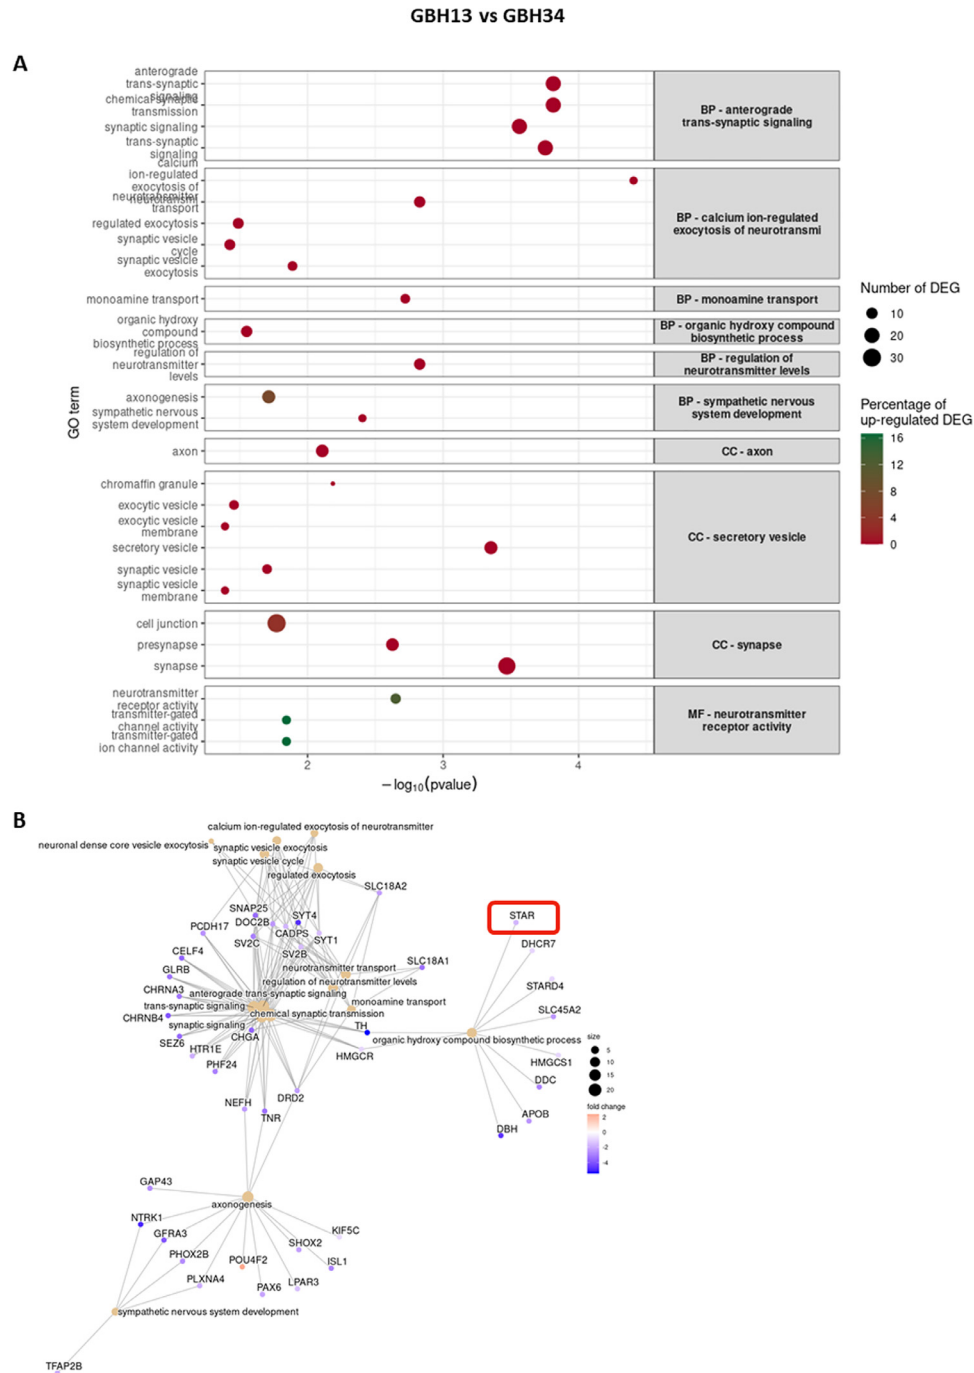 GBH13 vs GBH34
A
anterograde
trans-synaptic
signaling
chemical synaptic
transmission
synaptic signaling
trans-synaptic
signaling
BP - anterograde
trans-synaptic signaling
calcium
ion-regulated
exocytosis of
neurotransmi
neurotransmitter
transport
regulated exocytosis
synaptic vesicle
cycle
synaptic vesicle
exocytosis
BP - calcium ion-regulated
exocytosis of neurotransmi
monoamine transport
BP - monoamine transport
organic hydroxy
compound
biosynthetic process
BP - organic hydroxy compound
biosynthetic process
regulation of
neurotransmitter
levels
BP - regulation of
neurotransmitter levels
axonogenesis
sympathetic nervous
system development
BP - sympathetic nervous
system development
axon
CC - axon
chromaffin granule
exocytic vesicle
exocytic vesicle
membrane
secretory vesicle
synaptic vesicle
synaptic vesicle
membrane
CC - secretory vesicle
cell junction
presynapse
synapse
CC - synapse
neurotransmitter
receptor activity
transmitter-gated
channel activity
transmitter-gated
ion channel activity
MF - neurotransmitter
receptor activity
GO term
2 3 4
−log10(pvalue)
Number of DEG
10
20
30
Percentage of
up-regulated DEG
16
12
8
4
0
B
calcium ion-regulated exocytosis of neurotransmitter
neuronal dense core vesicle exocytosis
synaptic vesicle exocytosis
synaptic vesicle cycle
regulated exocytosis
SLC18A2
SNAP25
SYT4
STAR
DOC2B
PCDH17
CADPS
SV2C
SYT1
DHCR7
CELF4
SV2B
SLC18A1
GLRB
neurotransmitter transport
regulation of neurotransmitter levels
STARD4
CHRNA3
anterograde trans-synaptic signaling
monoamine transport
trans-synaptic signaling
SLC45A2
CHRNB4
chemical synaptic transmission
synaptic signaling
TH
CHGA
organic hydroxy compound biosynthetic process
SEZ6
HTR1E
HMGCR
HMGCS1
PHF24
DDC
DRD2
NEFH
APOB
TNR
DBH
size
5
10
15
20
fold change
2
0
-2
-4
GAP43
axonogenesis
NTRK1
GFRA3
KIF5C
SHOX2
PHOX2B
POU4F2
ISL1
PLXNA4
LPAR3
PAX6
sympathetic nervous system development
TFAP2B